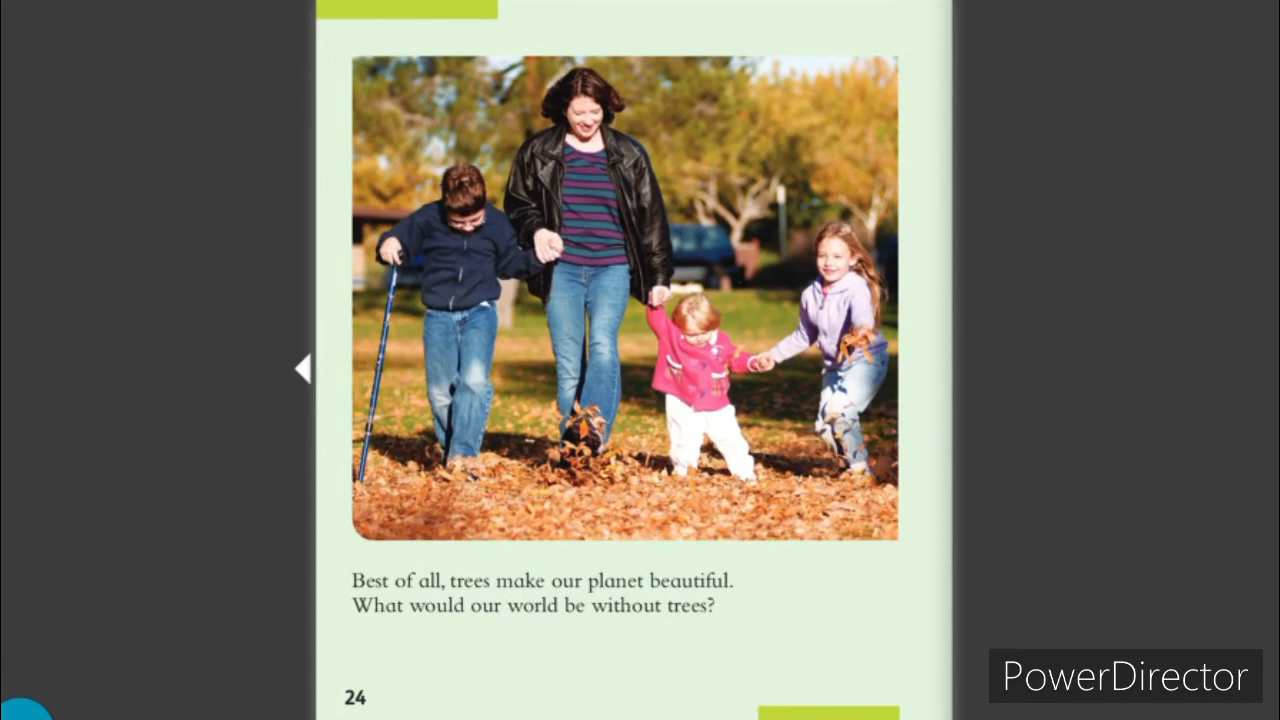 Best of all, trees make our planet beautiful.
What would our world be without trees?
24
PowerDirector